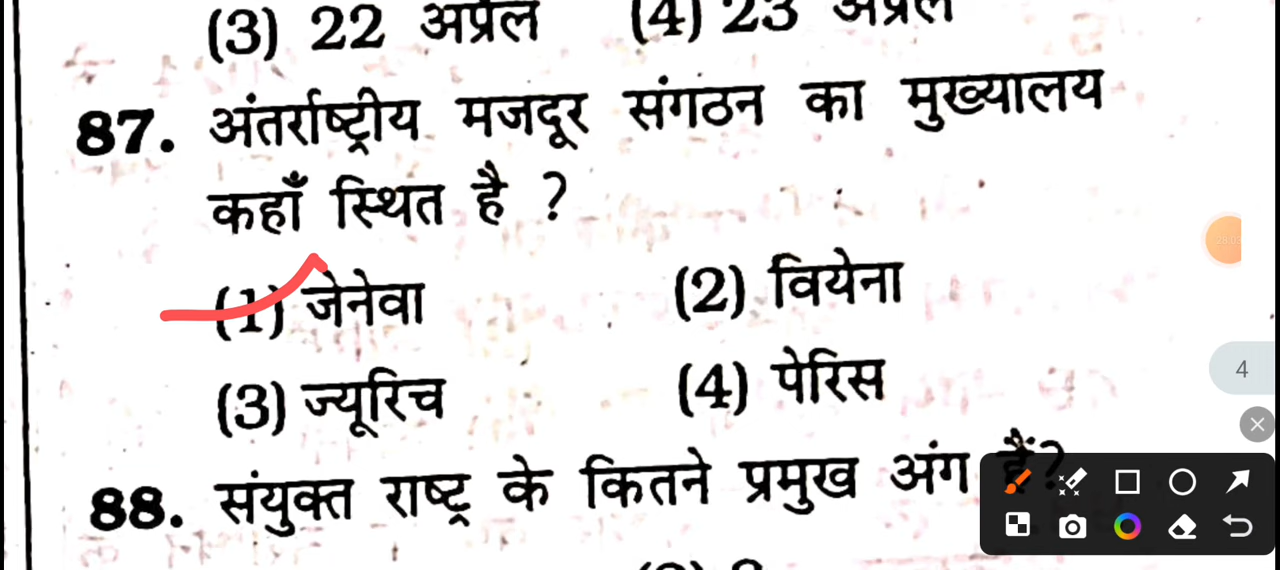 (3) 22 अप्रैल (4) 23 अप्रैल
87. अंतर्राष्ट्रीय मजदूर संगठन का मुख्यालय
कहाँ स्थित है ?
(1) जेनेवा (2) वियेना
(3) ज्यूरिच (4) पेरिस
4
88. संयुक्त राष्ट्र के कितने प्रमुख अंग हैं?